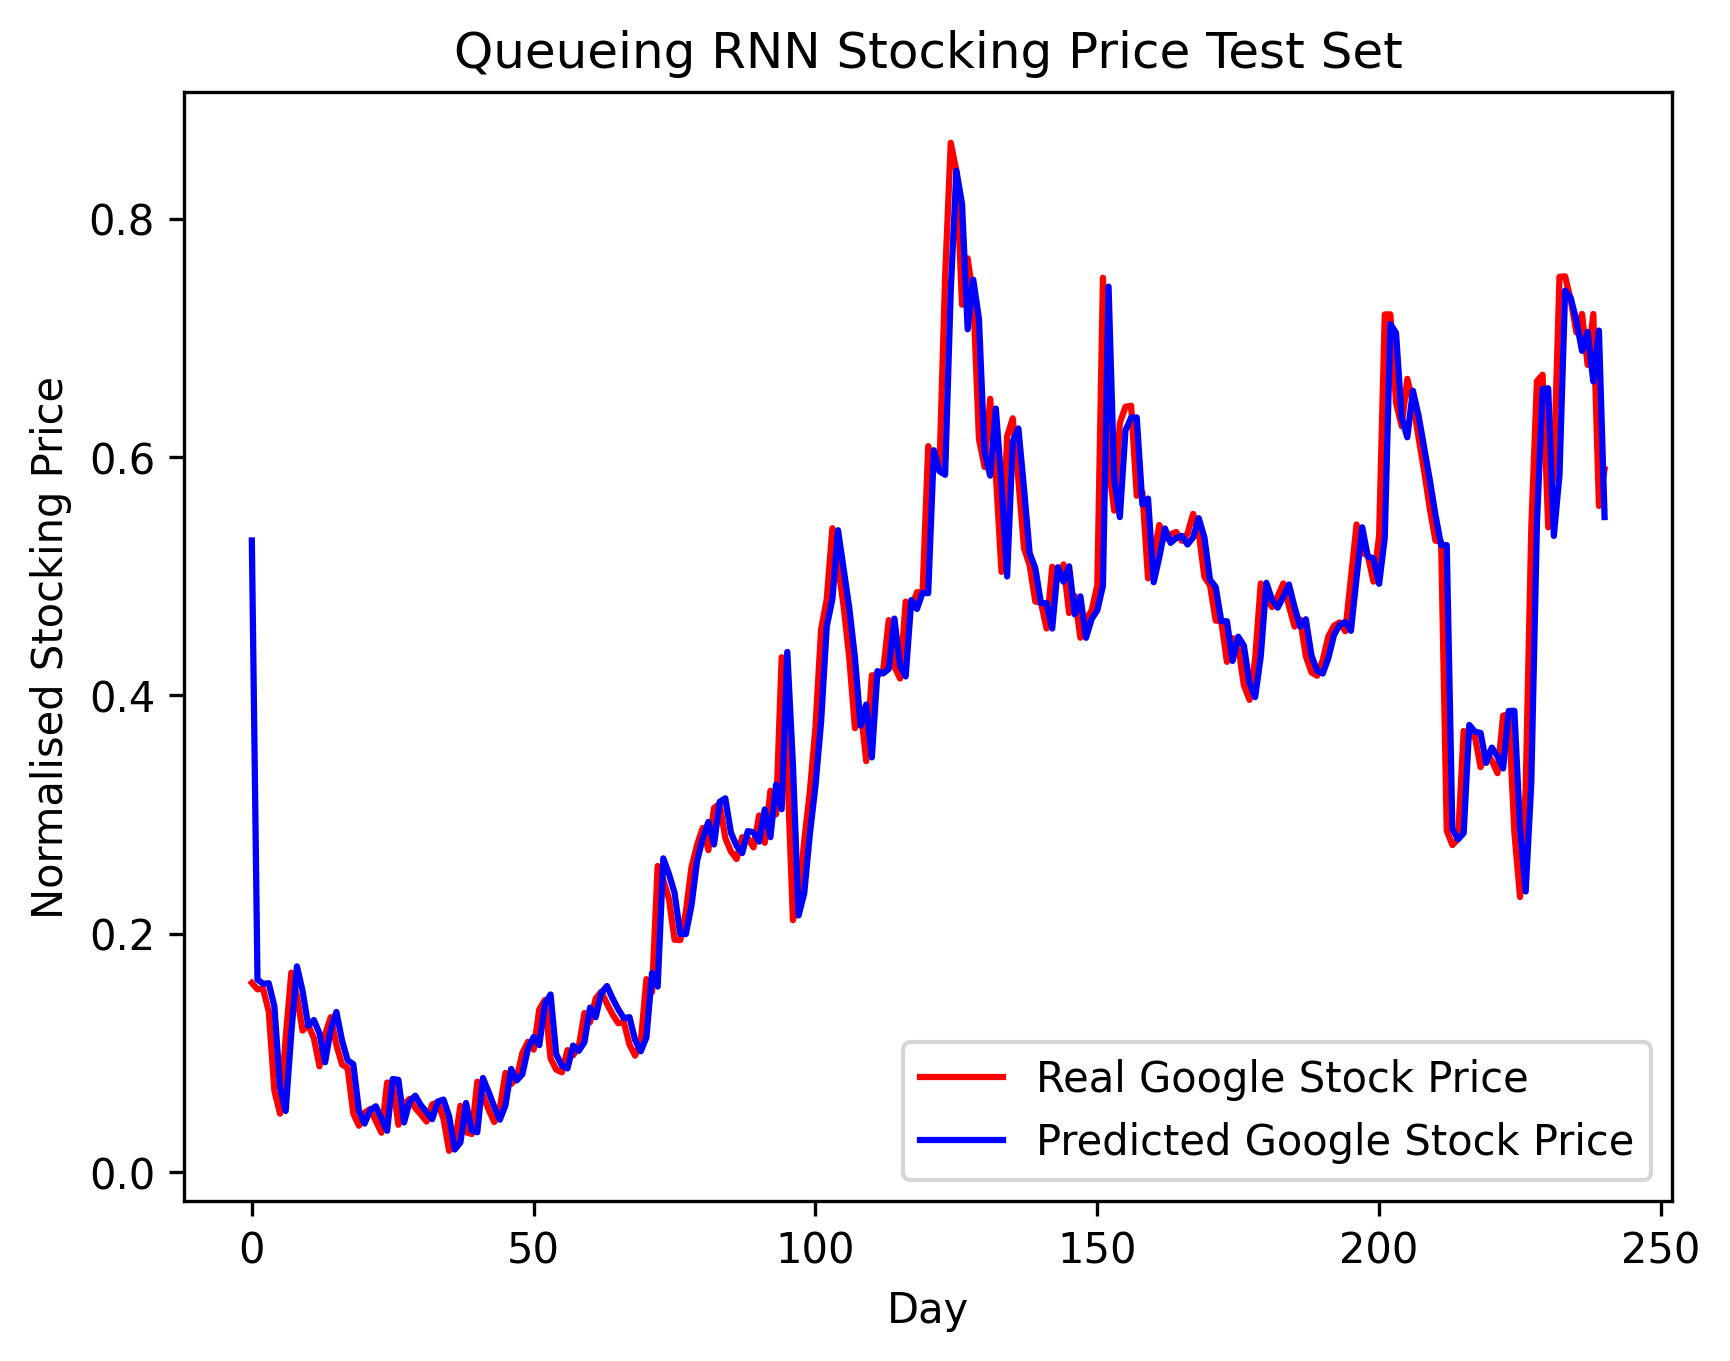 Queueing RNN Stocking Price Test Set
Normalised Stocking Price
0.8
0.6
0.4
0.2
0.0
Real Google Stock Price
Predicted Google Stock Price
0 50 100 150 200 250
Day